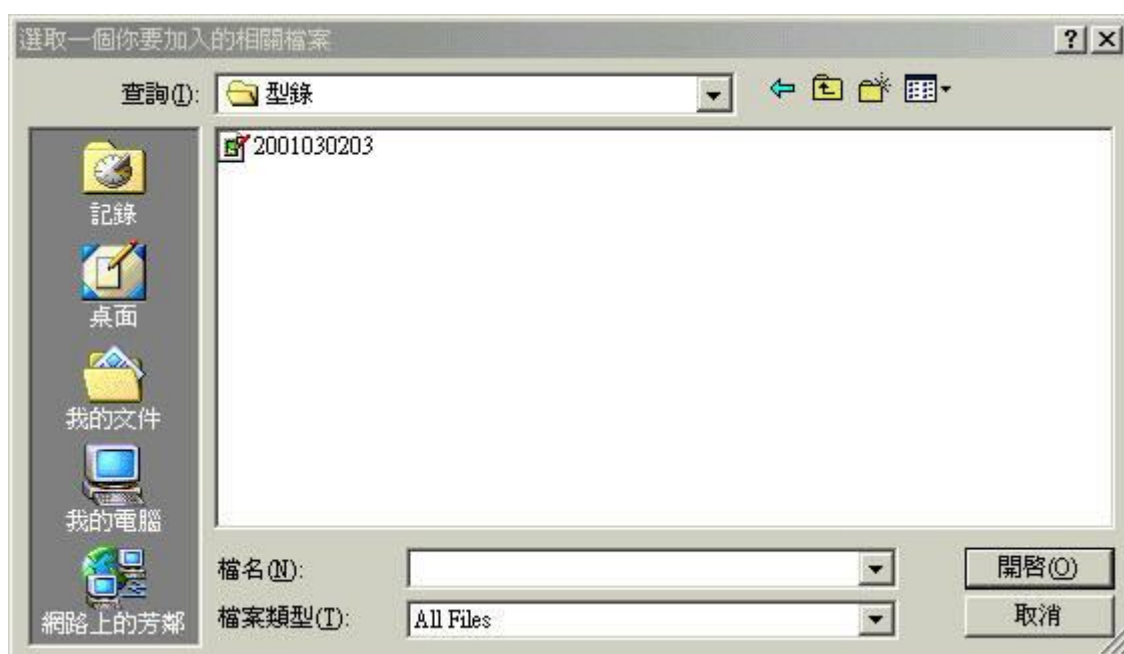 選取一個你要加入的相關檔案
查詢(I):
型錄
2001030203
記錄
桌面
我的文件
我的電腦
網路上的芳鄰
檔名(N):
開啓(O)
檔案類型(T):
All Files
取消